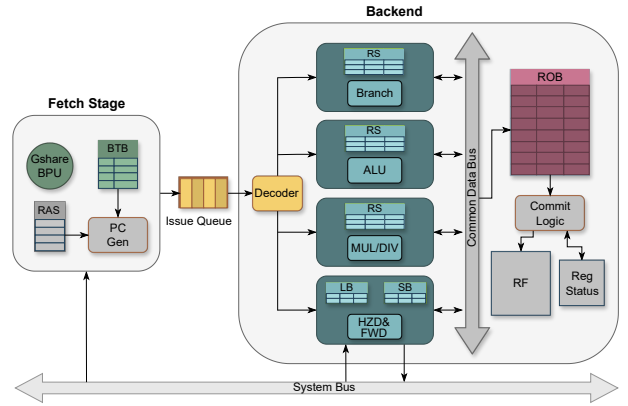 Backend
Fetch Stage
Gshare
BPU
BTB
RAS
PC
Gen
Issue Queue
Decoder
RS
Branch
RS
ALU
RS
MUL/DIV
LB
SB
HZD&
FWD
Common Data Bus
ROB
Commit
Logic
RF
Reg
Status
System Bus